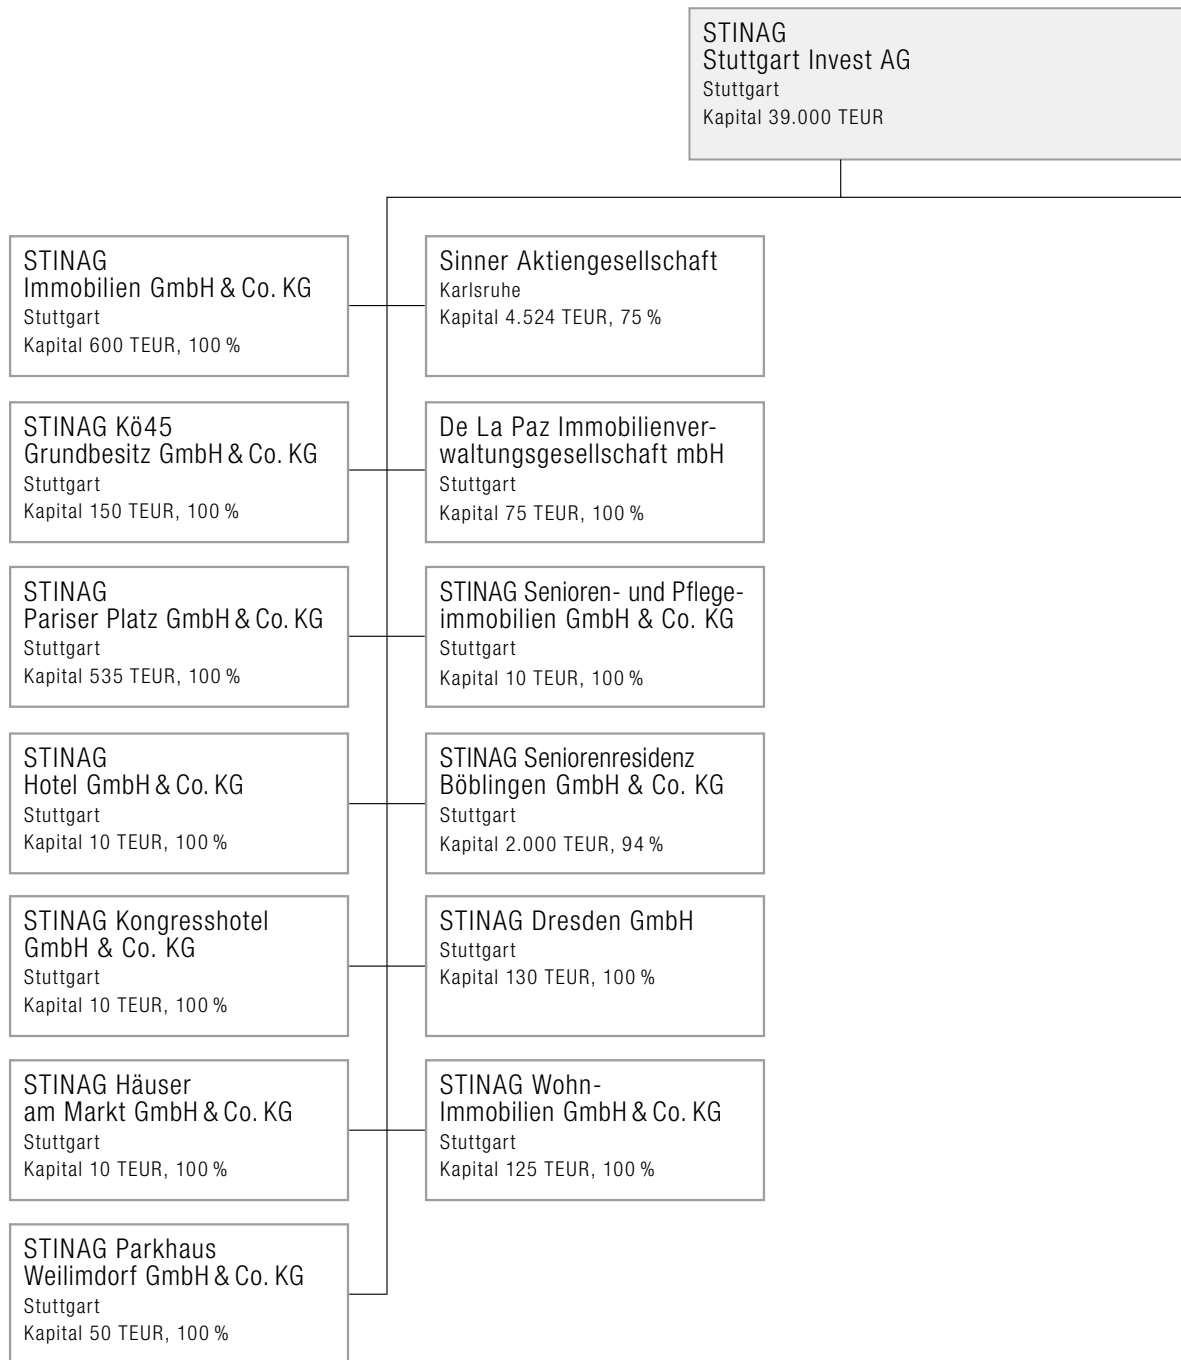 STINAG
Stuttgart Invest AG
Stuttgart
Kapital 39.000 TEUR
STINAG
Immobilien GmbH & Co. KG
Stuttgart
Kapital 600 TEUR, 100 %
Sinner Aktiengesellschaft
Karlsruhe
Kapital 4.524 TEUR, 75 %
STINAG Kö45
Grundbesitz GmbH & Co. KG
Stuttgart
Kapital 150 TEUR, 100 %
De La Paz Immobilienver-
waltungsgesellschaft mbH
Stuttgart
Kapital 75 TEUR, 100 %
STINAG
Pariser Platz GmbH & Co. KG
Stuttgart
Kapital 535 TEUR, 100 %
STINAG Senioren- und Pflege-
immobilien GmbH & Co. KG
Stuttgart
Kapital 10 TEUR, 100 %
STINAG
Hotel GmbH & Co. KG
Stuttgart
Kapital 10 TEUR, 100 %
STINAG Seniorenresidenz
Böblingen GmbH & Co. KG
Stuttgart
Kapital 2.000 TEUR, 94 %
STINAG Kongresshotel
GmbH & Co. KG
Stuttgart
Kapital 10 TEUR, 100 %
STINAG Dresden GmbH
Stuttgart
Kapital 130 TEUR, 100 %
STINAG Häuser
am Markt GmbH & Co. KG
Stuttgart
Kapital 10 TEUR, 100 %
STINAG Wohn-
Immobilien GmbH & Co. KG
Stuttgart
Kapital 125 TEUR, 100 %
STINAG Parkhaus
Weilimdorf GmbH & Co. KG
Stuttgart
Kapital 50 TEUR, 100 %